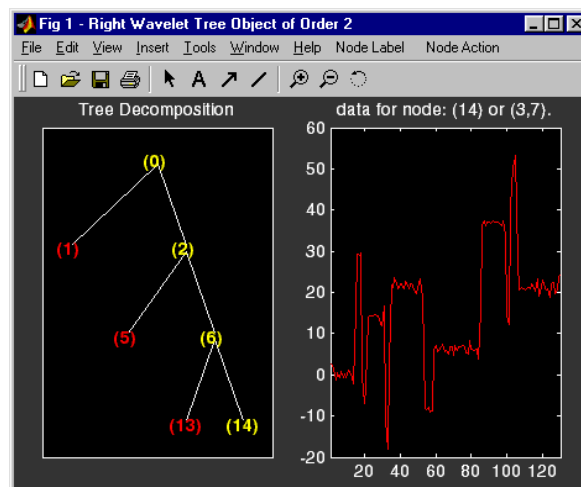 Fig 1 - Right Wavelet Tree Object of Order 2
File Edit View Insert Tools Window Help Node Label Node Action
A
Tree Decomposition
(0)
(1)
(2)
(5)
(6)
(13)
(14)
data for node: (14) or (3,7).
60
50
40
30
20
10
0
-10
-20
20 40 60 80 100 120